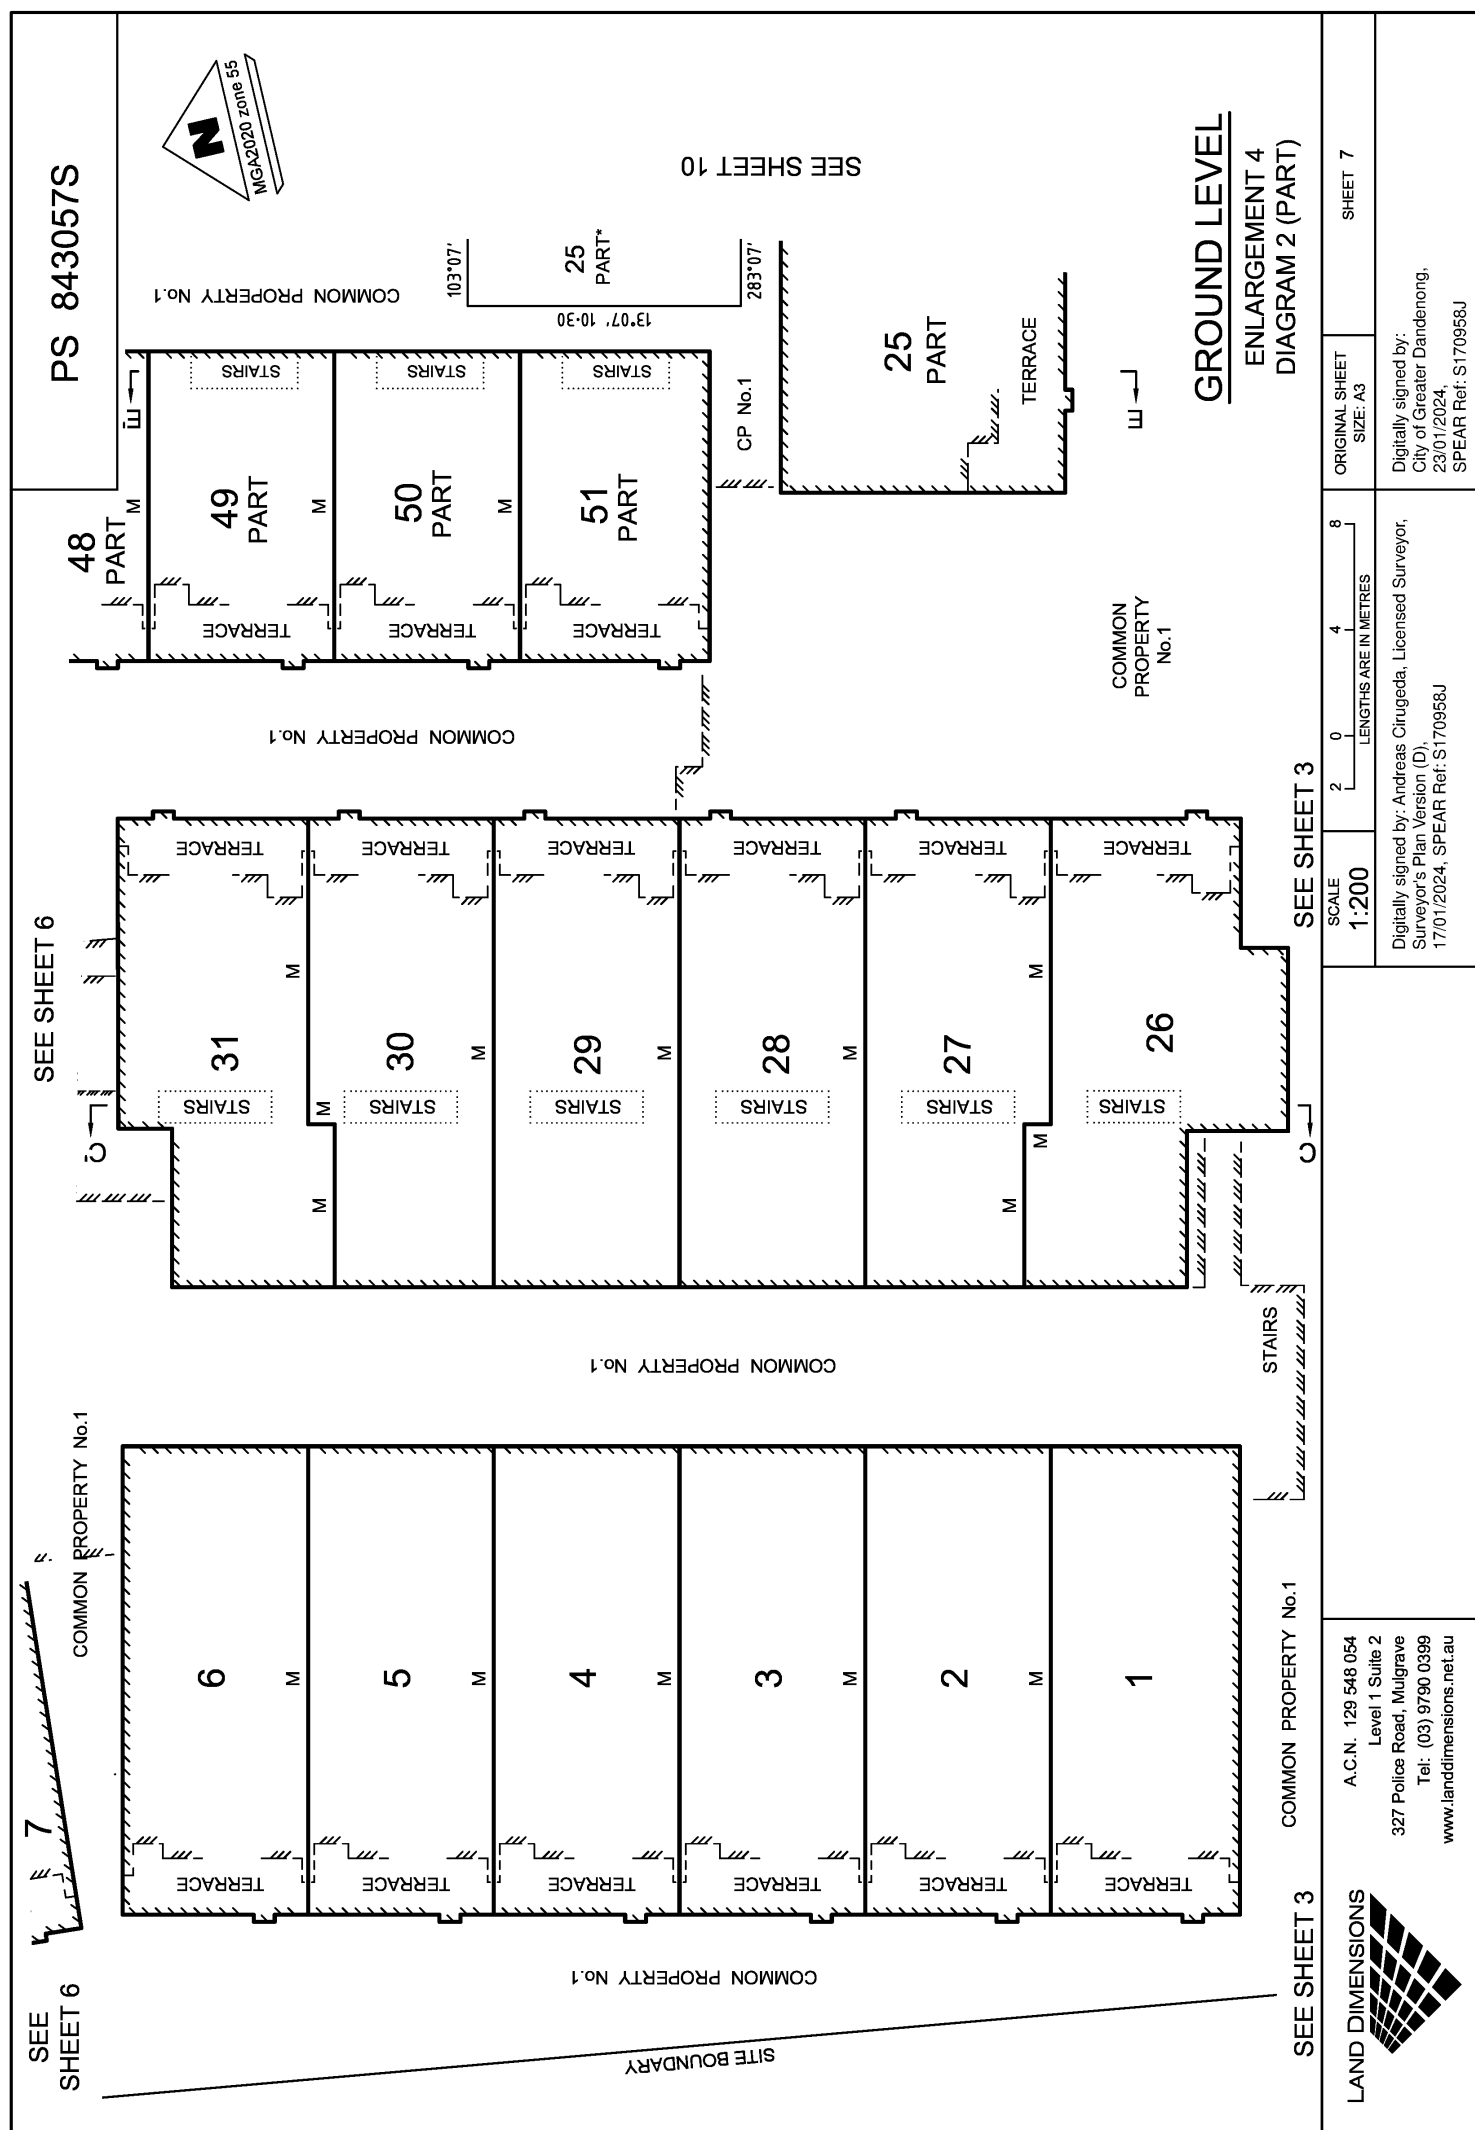 PS 843057S
N
MGA2020 zone 55
SEE
SHEET 6
SEE SHEET 6
7
COMMON PROPERTY No.1
C'
48
PART
M
E'
COMMON PROPERTY No.1
6
M
TERRACE
5
M
TERRACE
4
M
TERRACE
3
M
TERRACE
2
M
TERRACE
1
TERRACE
COMMON PROPERTY No.1
SITE BOUNDARY
COMMON PROPERTY No.1
31
STAIRS
TERRACE
M
M
M
30
STAIRS
TERRACE
M
29
STAIRS
TERRACE
M
28
STAIRS
TERRACE
M
27
STAIRS
TERRACE
M
M
M
26
STAIRS
TERRACE
COMMON PROPERTY No.1
49
PART
STAIRS
TERRACE
M
50
PART
STAIRS
TERRACE
M
51
PART
STAIRS
TERRACE
CP No.1
103°07'
13°07' 10·30
283°07'
25
PART*
SEE SHEET 10
25
PART
TERRACE
E
COMMON
PROPERTY
No.1
C
STAIRS
COMMON PROPERTY No.1
SEE SHEET 3
SEE SHEET 3
GROUND LEVEL
ENLARGEMENT 4
DIAGRAM 2 (PART)
LAND DIMENSIONS
A.C.N. 129 548 054
Level 1 Suite 2
327 Police Road, Mulgrave
Tel: (03) 9790 0399
www.landdimensions.net.au
SCALE
1:200
2 0 4 8
LENGTHS ARE IN METRES
ORIGINAL SHEET
SIZE: A3
SHEET 7
Digitally signed by: Andreas Cirugeda, Licensed Surveyor,
Surveyor's Plan Version (D),
17/01/2024, SPEAR Ref: S170958J
Digitally signed by:
City of Greater Dandenong,
23/01/2024,
SPEAR Ref: S170958J